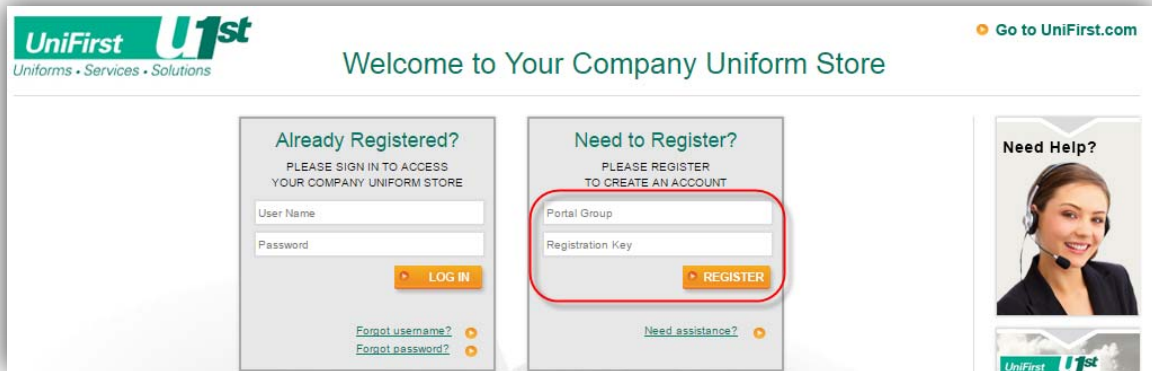 UniFirst U1st
Uniforms • Services • Solutions
Go to UniFirst.com
Welcome to Your Company Uniform Store
Already Registered?
PLEASE SIGN IN TO ACCESS
YOUR COMPANY UNIFORM STORE
User Name
Password
LOG IN
Forgot username?
Forgot password?
Need to Register?
PLEASE REGISTER
TO CREATE AN ACCOUNT
Portal Group
Registration Key
REGISTER
Need assistance?
Need Help?
UniFirst U1st